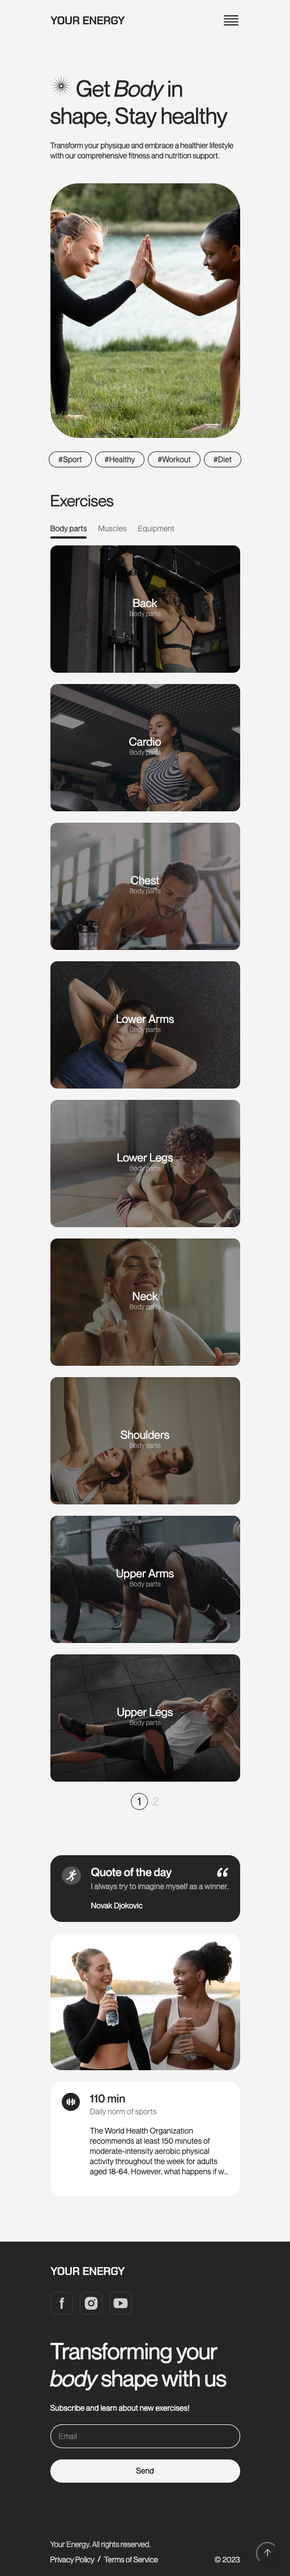 YOUR ENERGY
Get Body in
shape, Stay healthy
Transform your physique and embrace a healthier lifestyle
with our comprehensive fitness and nutrition support.
#Sport #Healthy #Workout #Diet
Exercises
Body parts Muscles Equipment
Back
Body parts
Cardio
Body parts
Chest
Body parts
Lower Arms
Body parts
Lower Legs
Body parts
Neck
Body parts
Shoulders
Body parts
Upper Arms
Body parts
Upper Legs
Body parts
1 2
Quote of the day
I always try to imagine myself as a winner.
Novak Djokovic
110 min
Daily norm of sports
The World Health Organization
recommends at least 150 minutes of
moderate-intensity aerobic physical
activity throughout the week for adults
aged 18-64. However, what happens if w...
YOUR ENERGY
Transforming your
body shape with us
Subscribe and learn about new exercises!
Email
Send
Your Energy. All rights reserved.
Privacy Policy / Terms of Service © 2023